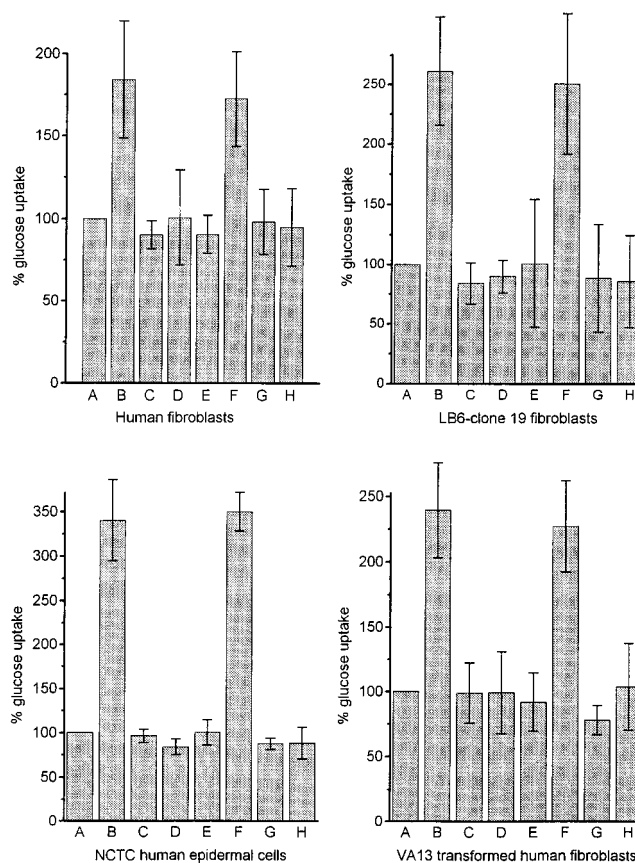 % glucose uptake
200
150
100
50
0
A B C D E F G H
Human fibroblasts
% glucose uptake
250
200
150
100
50
0
A B C D E F G H
LB6-clone 19 fibroblasts
% glucose uptake
350
300
250
200
150
100
50
0
A B C D E F G H
NCTC human epidermal cells
% glucose uptake
250
200
150
100
50
0
A B C D E F G H
VA13 transformed human fibroblasts